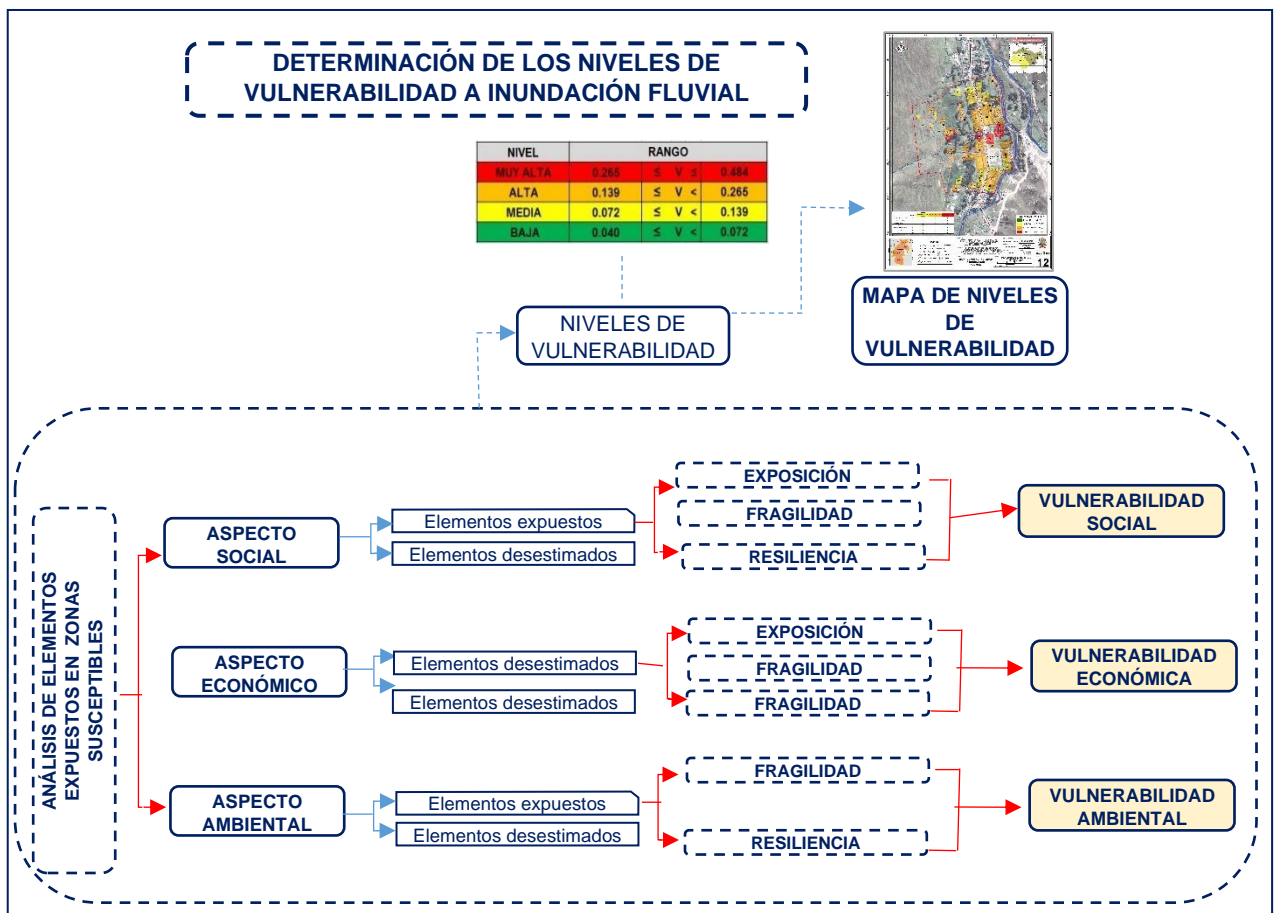 DETERMINACIÓN DE LOS NIVELES DE
VULNERABILIDAD A INUNDACIÓN FLUVIAL
NIVEL RANGO
MUY ALTA 0.265 ≤ V ≤ 0.484
ALTA 0.139 ≤ V < 0.265
MEDIA 0.072 ≤ V < 0.139
BAJA 0.040 ≤ V < 0.072
12
MAPA DE NIVELES
DE
VULNERABILIDAD
NIVELES DE
VULNERABILIDAD
ANÁLISIS DE ELEMENTOS
EXPUESTOS EN ZONAS
SUSCEPTIBLES
ASPECTO
SOCIAL
Elementos expuestos
Elementos desestimados
EXPOSICIÓN
FRAGILIDAD
RESILIENCIA
VULNERABILIDAD
SOCIAL
ASPECTO
ECONÓMICO
Elementos desestimados
Elementos desestimados
EXPOSICIÓN
FRAGILIDAD
FRAGILIDAD
VULNERABILIDAD
ECONÓMICA
ASPECTO
AMBIENTAL
Elementos expuestos
Elementos desestimados
FRAGILIDAD
RESILIENCIA
VULNERABILIDAD
AMBIENTAL